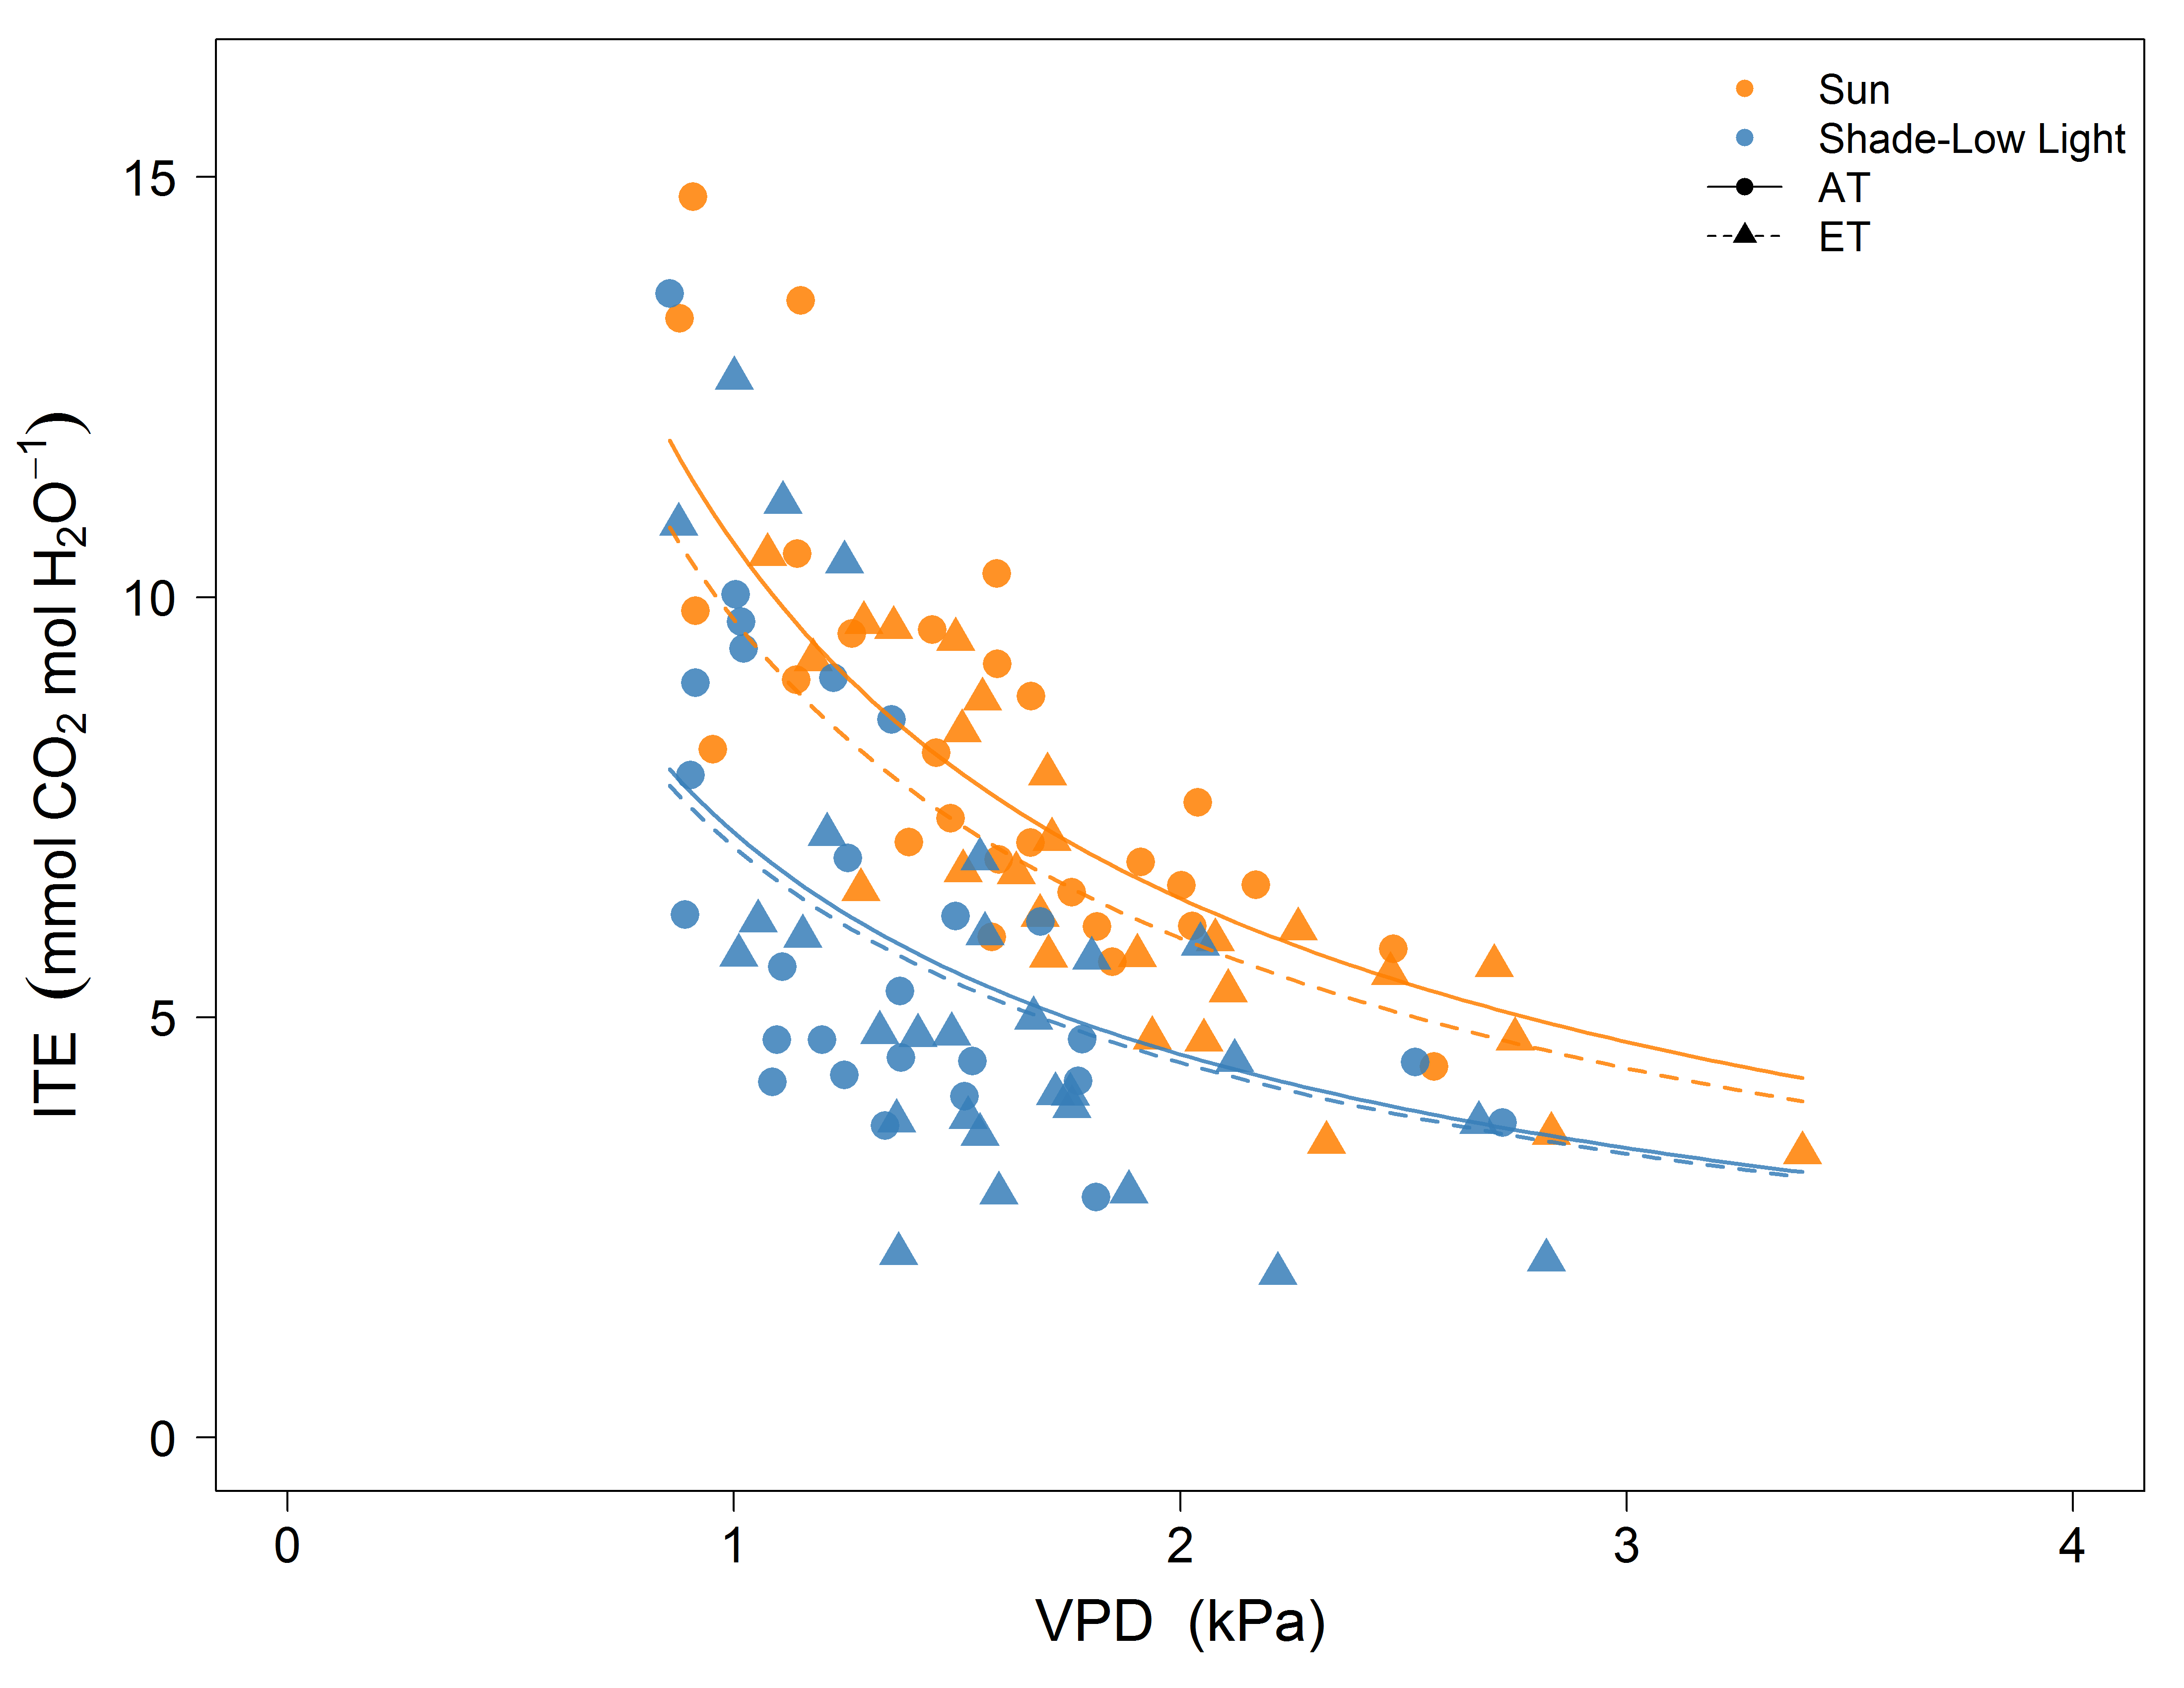 Sun
Shade-Low Light
AT
ET
15
10
5
0
ITE (mmol CO₂ mol H₂O⁻¹)
0 1 2 3 4
VPD (kPa)